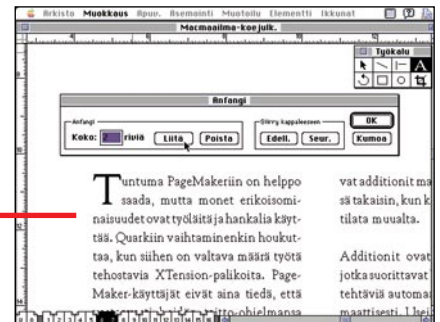 Arkisto Muokkaus Apuv. Asemainti Muotoilu Elementti Ikkunat
Macmaailma-koejulk.
Työkalu
A
Anfangi
Anfangi
Koko: 2 riviä Liitä Poista
Siirry kappaleeseen
Edell. Seur.
OK
Kumoa
Tuntuma PageMakeriin on helppo
saada, mutta monet erikoisomi-
naisuudet ovat työläitä ja hankalia käyt-
tää. Quarkiin vaihtaminenkin houkut-
taa, kun siihen on valtava määrä työtä
tehostavia XTension-palikoita. Page-
Maker-käyttäjät eivät aina tiedä, että
vat additionit ma
sä takaisin, kun k
tilata muualta.
Additionit ovat
jotka suorittavat
tehtäviä automa
maattisesti. Usei